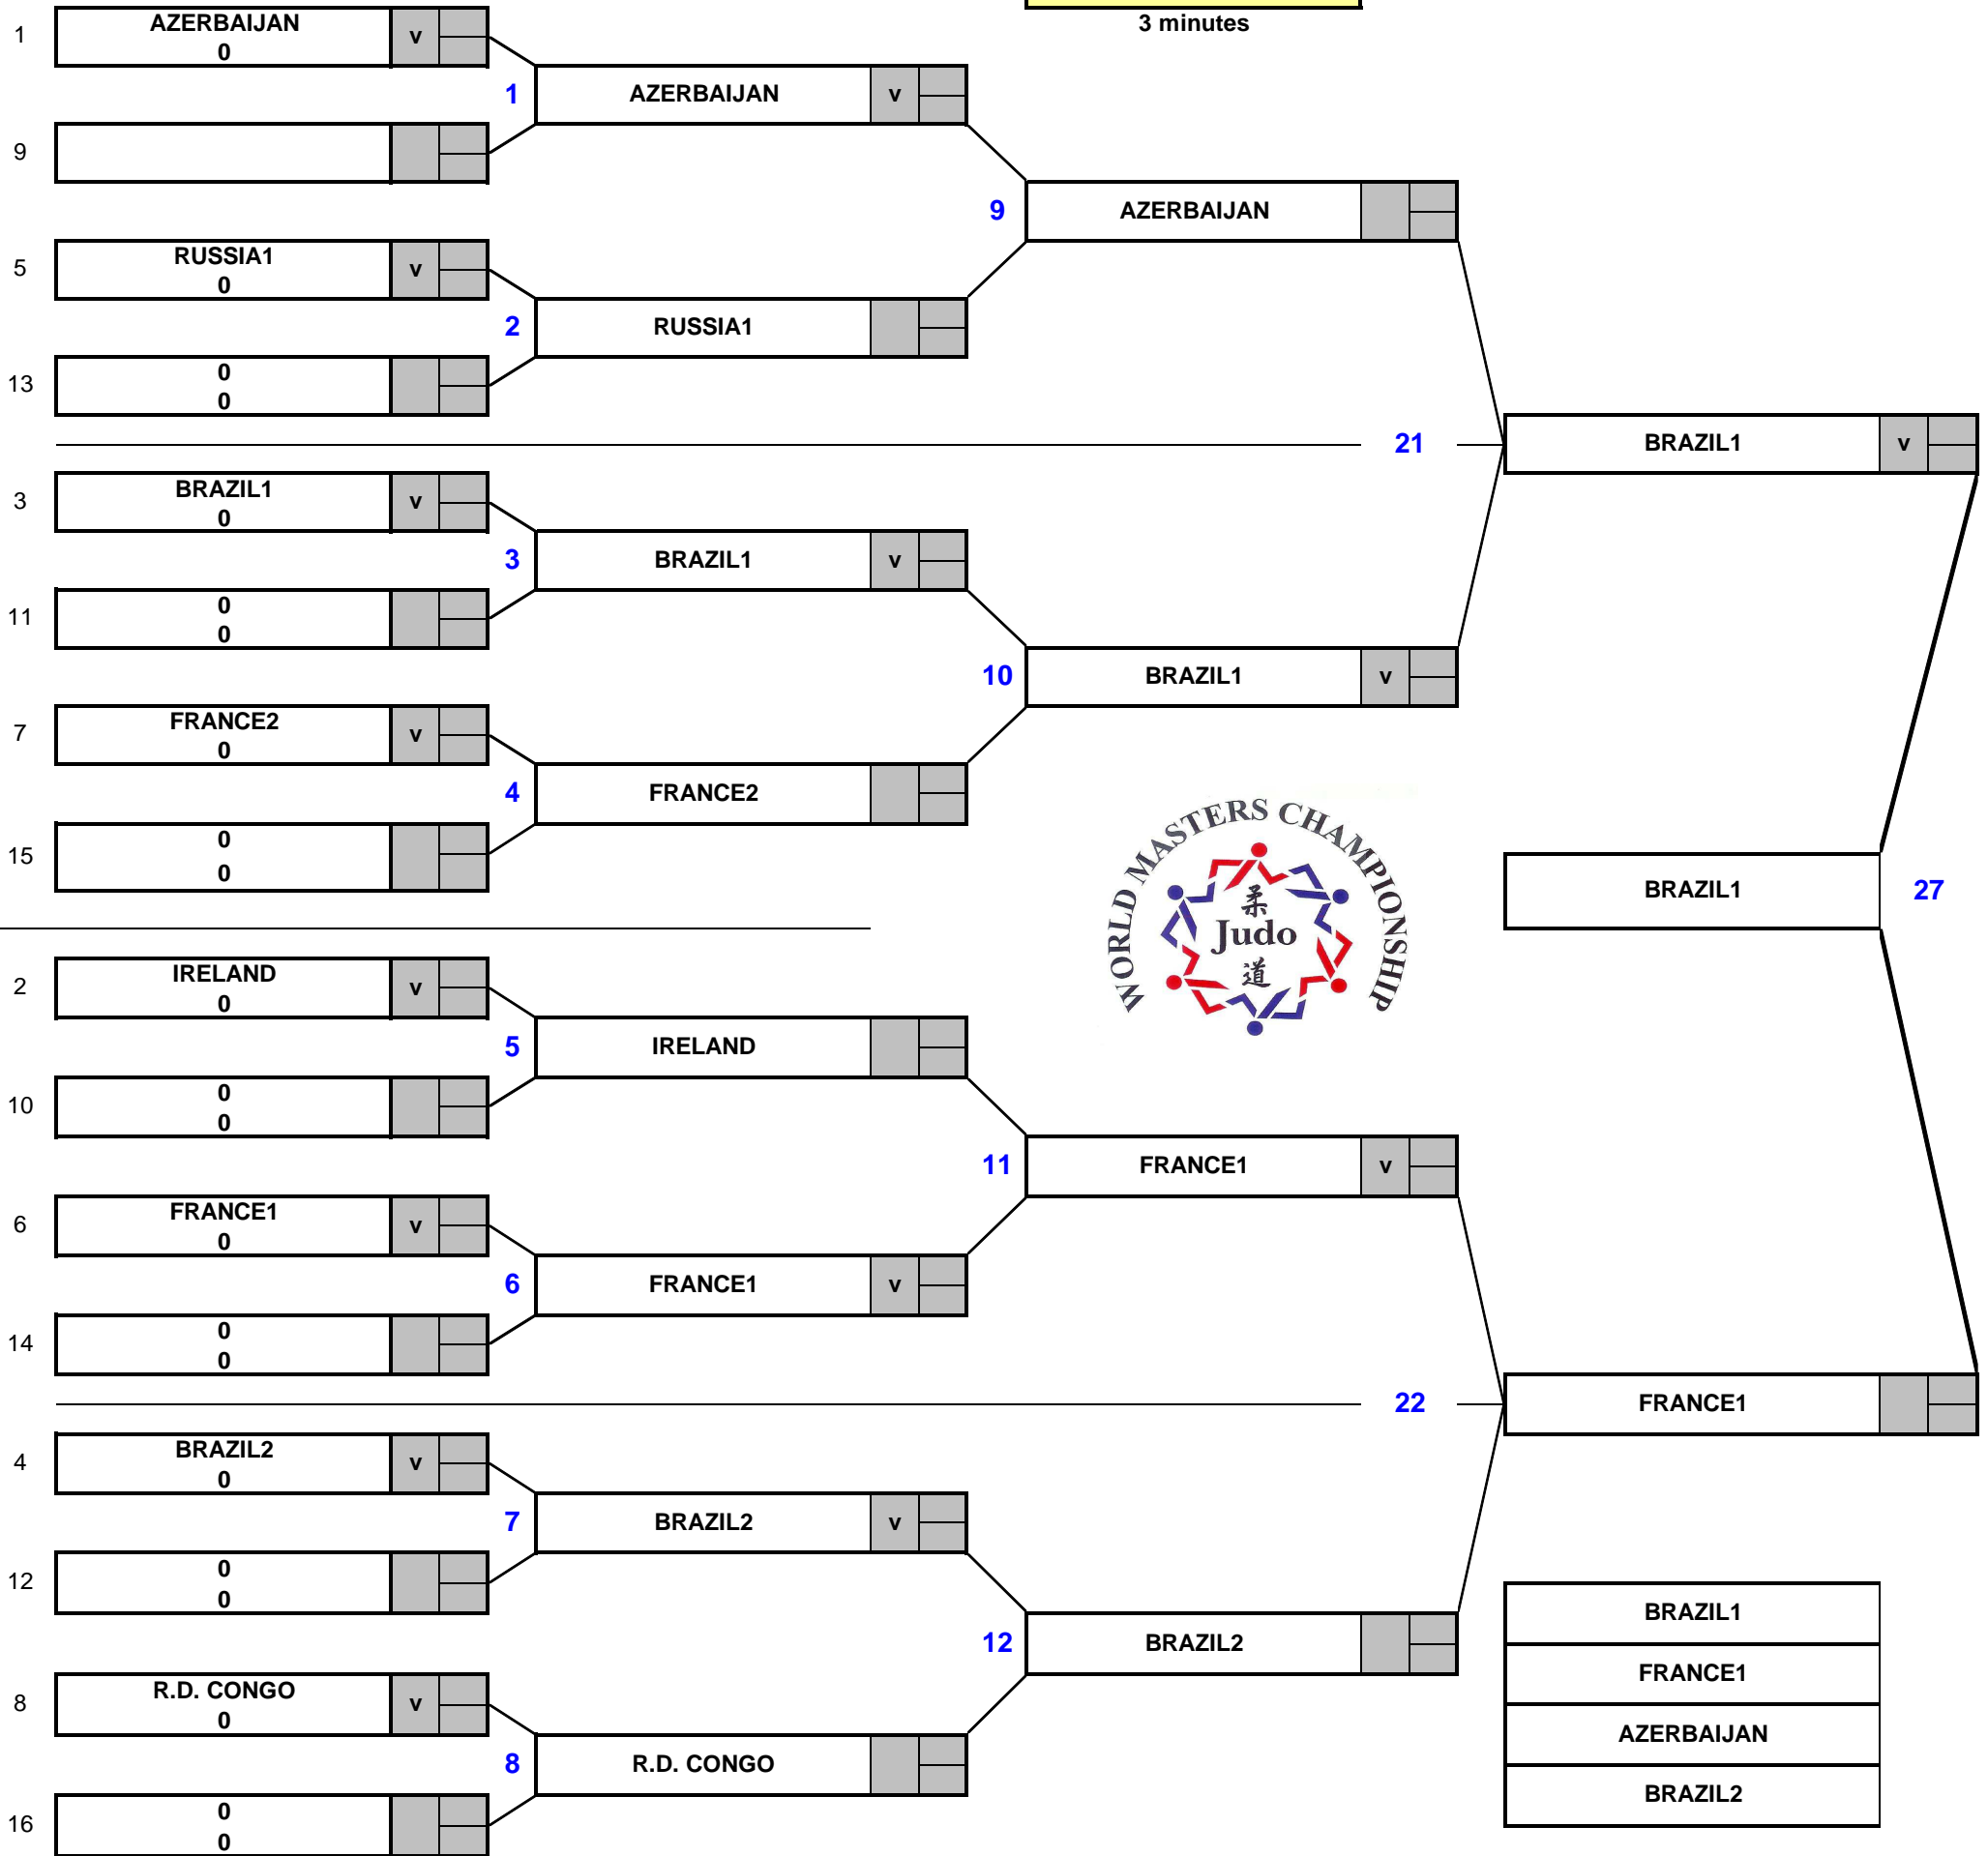 3 minutes
1
AZERBAIJAN
0
v
1
AZERBAIJAN
v
9
9
AZERBAIJAN
5
RUSSIA1
0
v
2
RUSSIA1
13
0
0
21
BRAZIL1
v
3
BRAZIL1
0
v
3
BRAZIL1
v
11
0
0
10
BRAZIL1
v
7
FRANCE2
0
v
4
FRANCE2
15
0
0
WORLD MASTERS CHAMPIONSHIP
柔
Judo
道
BRAZIL1
27
2
IRELAND
0
v
5
IRELAND
10
0
0
11
FRANCE1
v
6
FRANCE1
0
v
6
FRANCE1
v
14
0
0
22
FRANCE1
4
BRAZIL2
0
v
7
BRAZIL2
v
12
0
0
12
BRAZIL2
8
R.D. CONGO
0
v
8
R.D. CONGO
16
0
0
BRAZIL1
FRANCE1
AZERBAIJAN
BRAZIL2